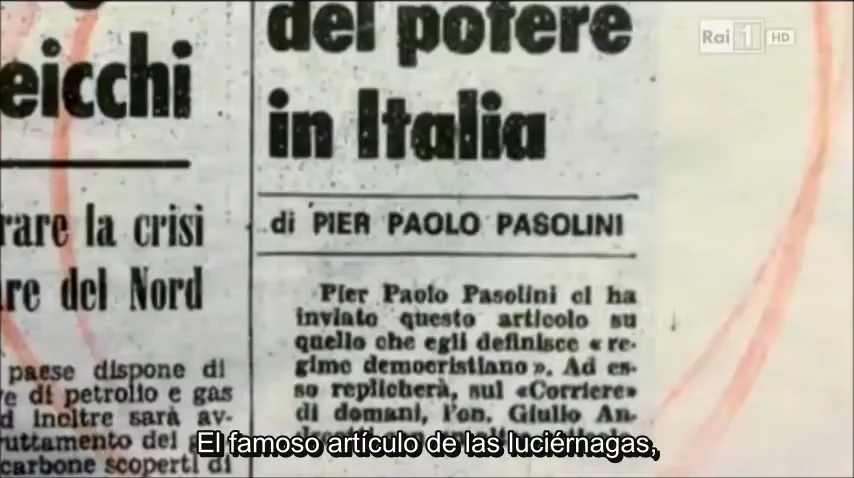 del potere
in Italia
di PIER PAOLO PASOLINI
Pier Paolo Pasolini ci ha
inviato questo articolo su
quello che egli definisce «re-
gime democristiano». Ad es-
so replicherà, sul «Corriere»
di domani, l'on. Giulio An-
eicchi
rare la crisi
re del Nord
paese dispone di
e di petrolio e gas
d inoltre sarà av-
ruttamento del g
carbone scoperti di
Rai 1 HD
El famoso artículo de las luciérnagas,